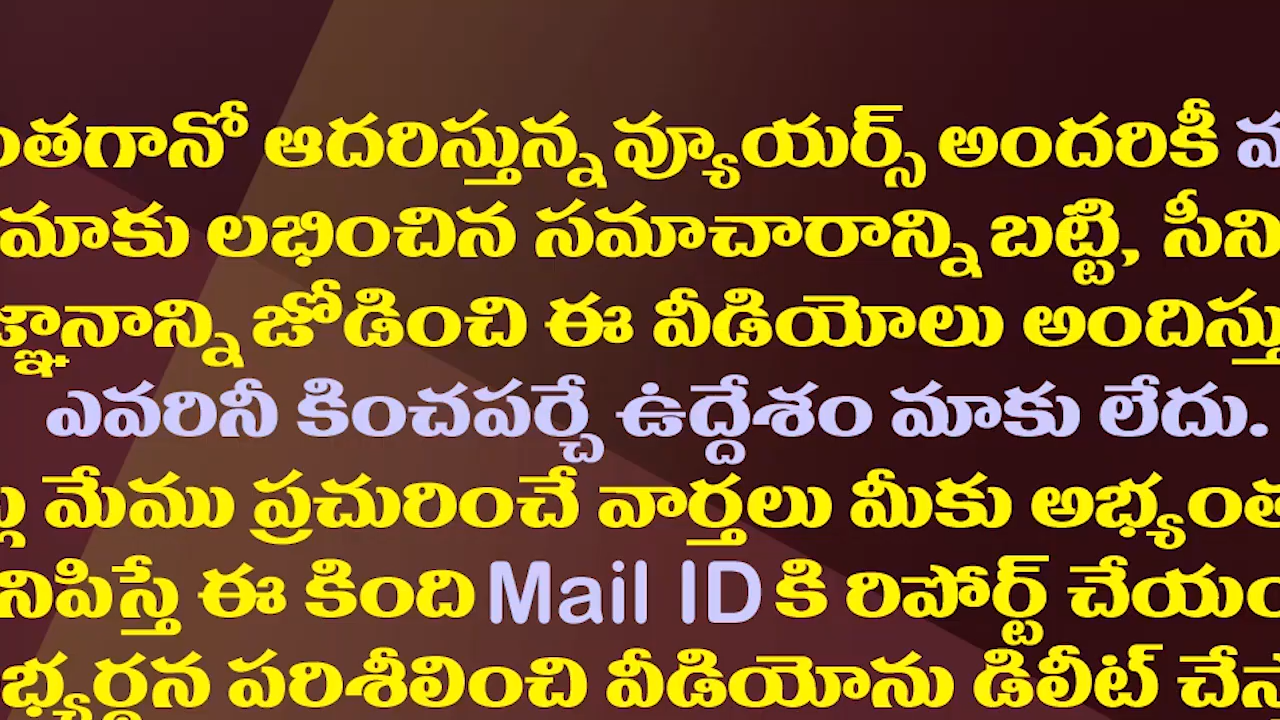 ంతగానో ఆదరిస్తున్న వ్యూయర్స్ అందరికీ
మాకు లభించిన సమాచారాన్ని బట్టి, సీని
జ్ఞానాన్ని జోడించి ఈ వీడియోలు అందిస్తు
ఎవరినీ కించపర్చే ఉద్దేశం మాకు లేదు.
ల్ల మేము ప్రచురించే వార్తలు మీకు అభ్యంత
నిపిస్తే ఈ కింది Mail ID కి రిపోర్ట్ చేయం
భ్యర్థన పరిశీలించి వీడియోను డిలీట్ చేస